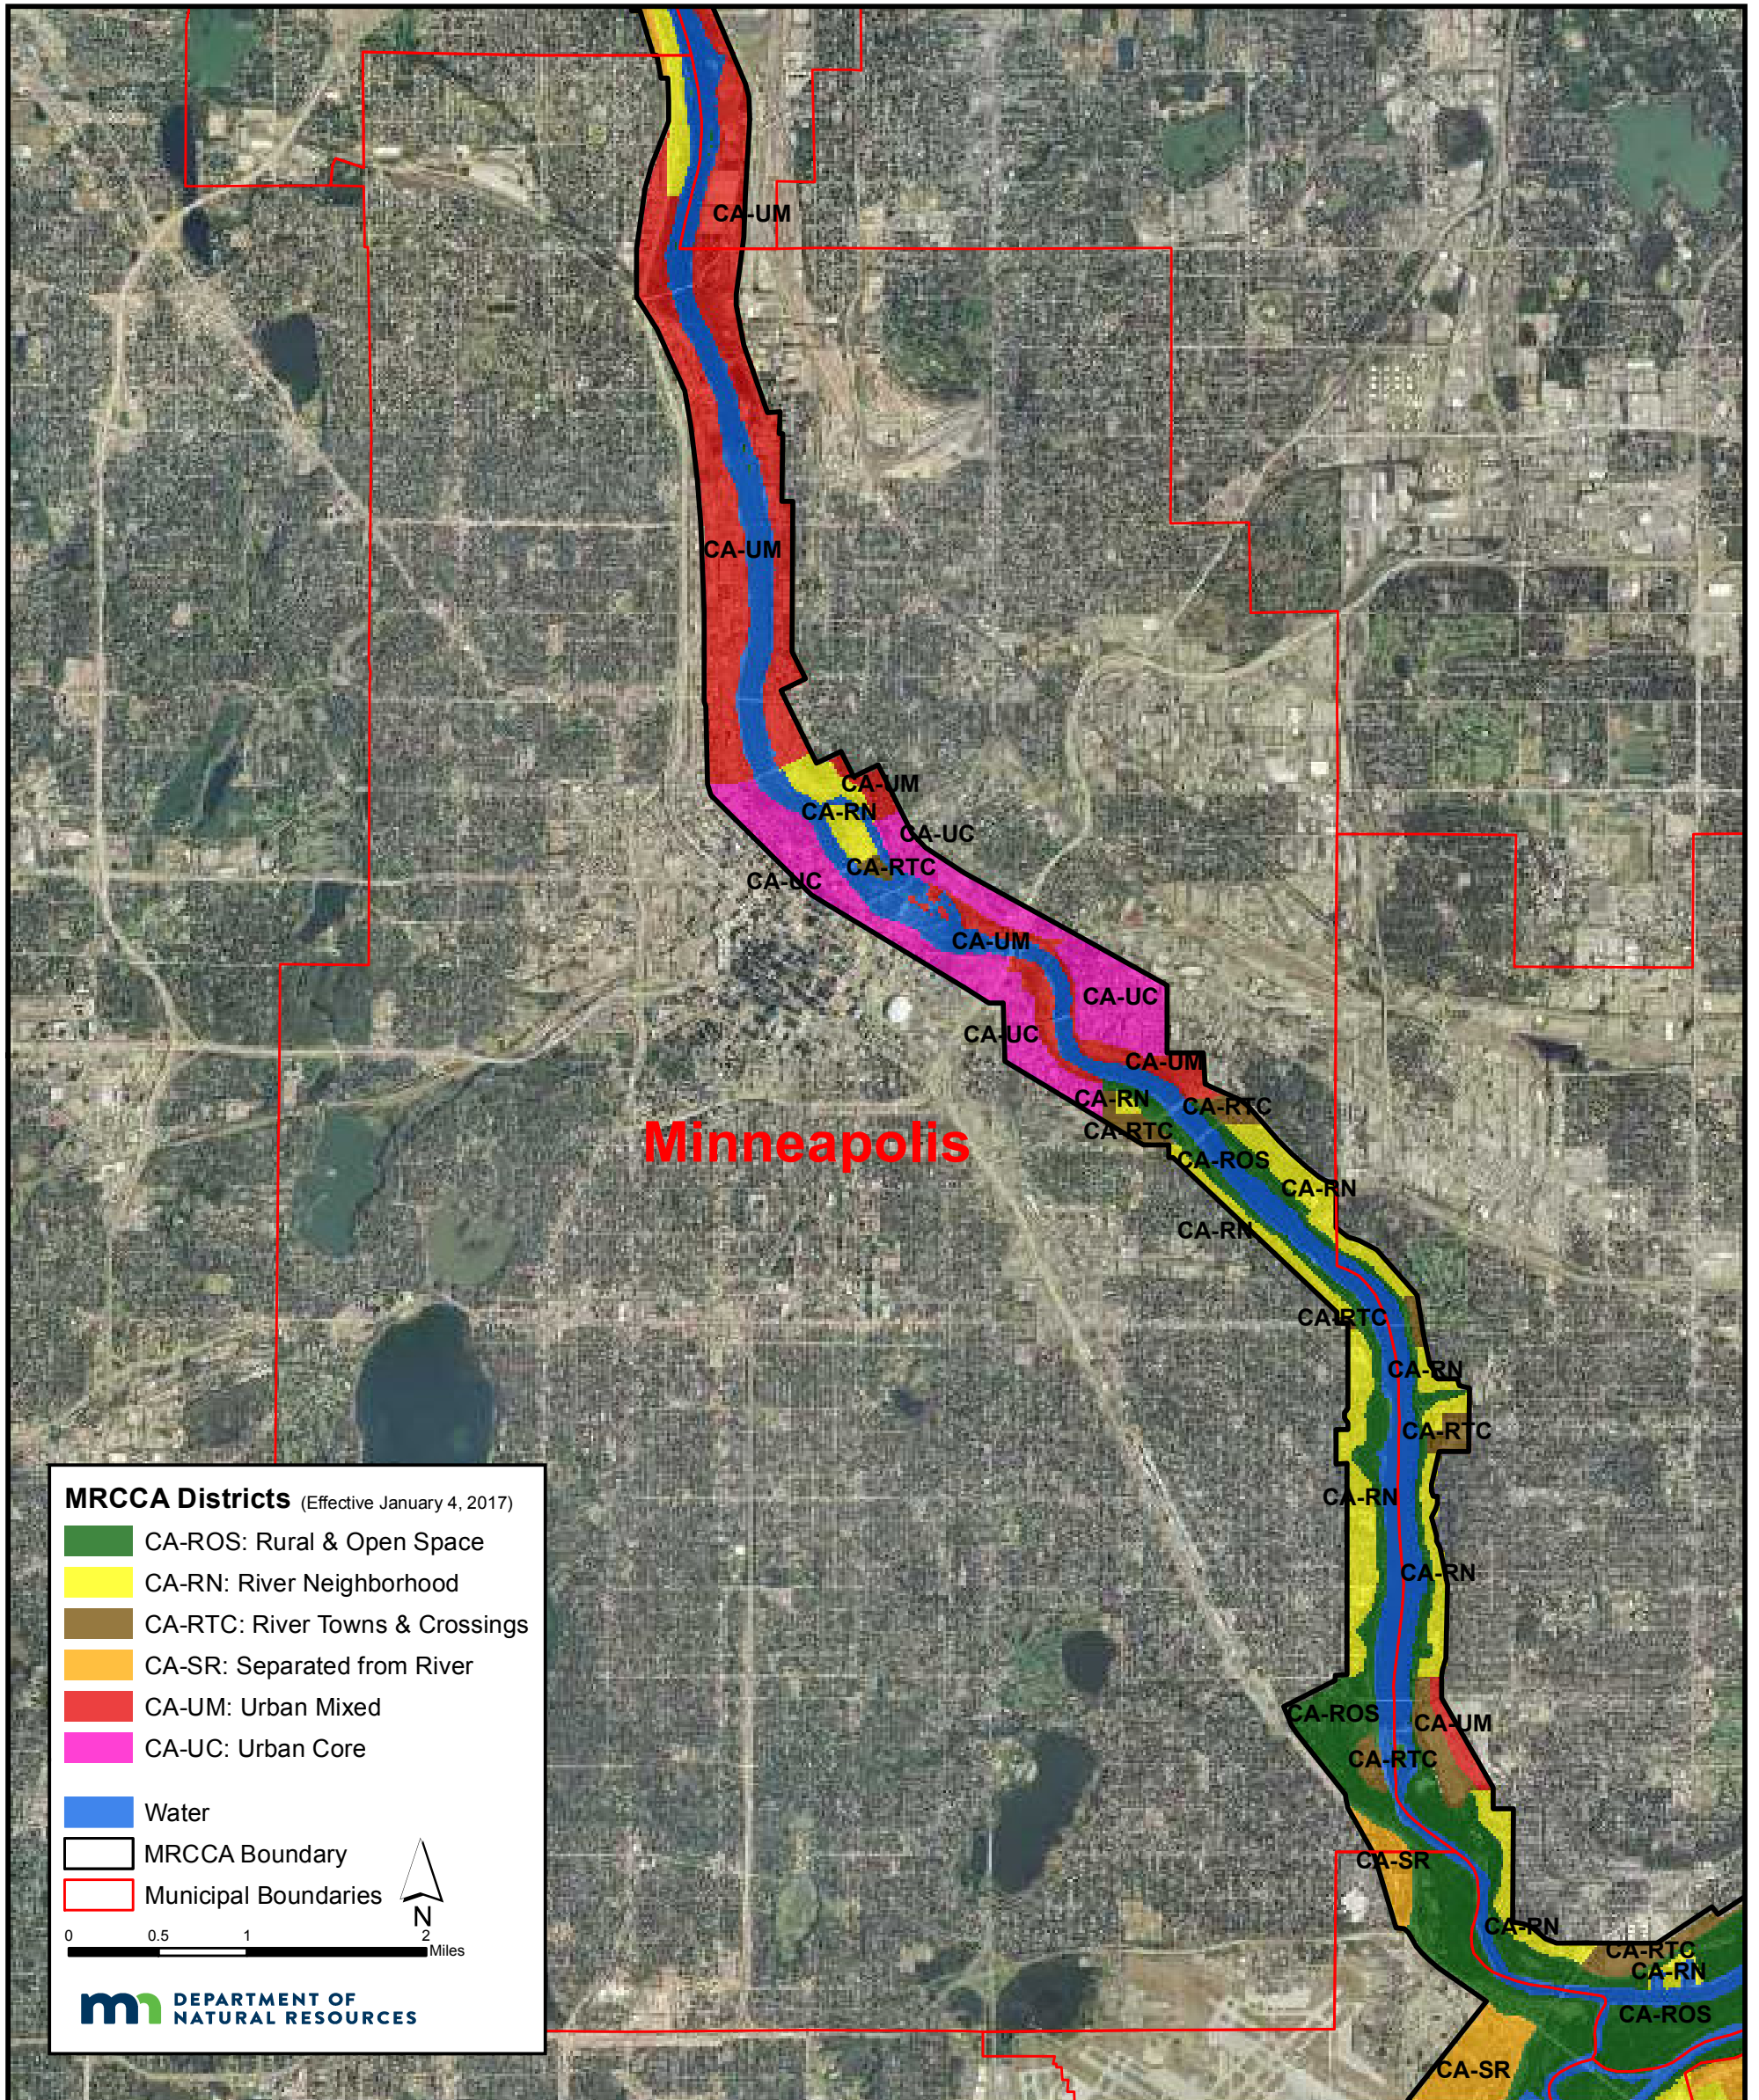 CA-UM
CA-UM
CA-UM
CA-RN
CA-UC
CA-RTC
CA-UC
CA-UM
CA-UC
CA-UC
CA-UM
CA-RN
CA-RTC
CA-RTC
Minneapolis
CA-ROS
CA-RN
CA-RN
CA-RTC
CA-RN
CA-RTC
CA-RN
CA-RN
CA-ROS
CA-UM
CA-RTC
CA-SR
CA-RN
CA-RTC
CA-RN
CA-ROS
CA-SR
MRCCA Districts (Effective January 4, 2017)
CA-ROS: Rural & Open Space
CA-RN: River Neighborhood
CA-RTC: River Towns & Crossings
CA-SR: Separated from River
CA-UM: Urban Mixed
CA-UC: Urban Core
Water
MRCCA Boundary
Municipal Boundaries
N
0 0.5 1 2
Miles
mn DEPARTMENT OF
NATURAL RESOURCES